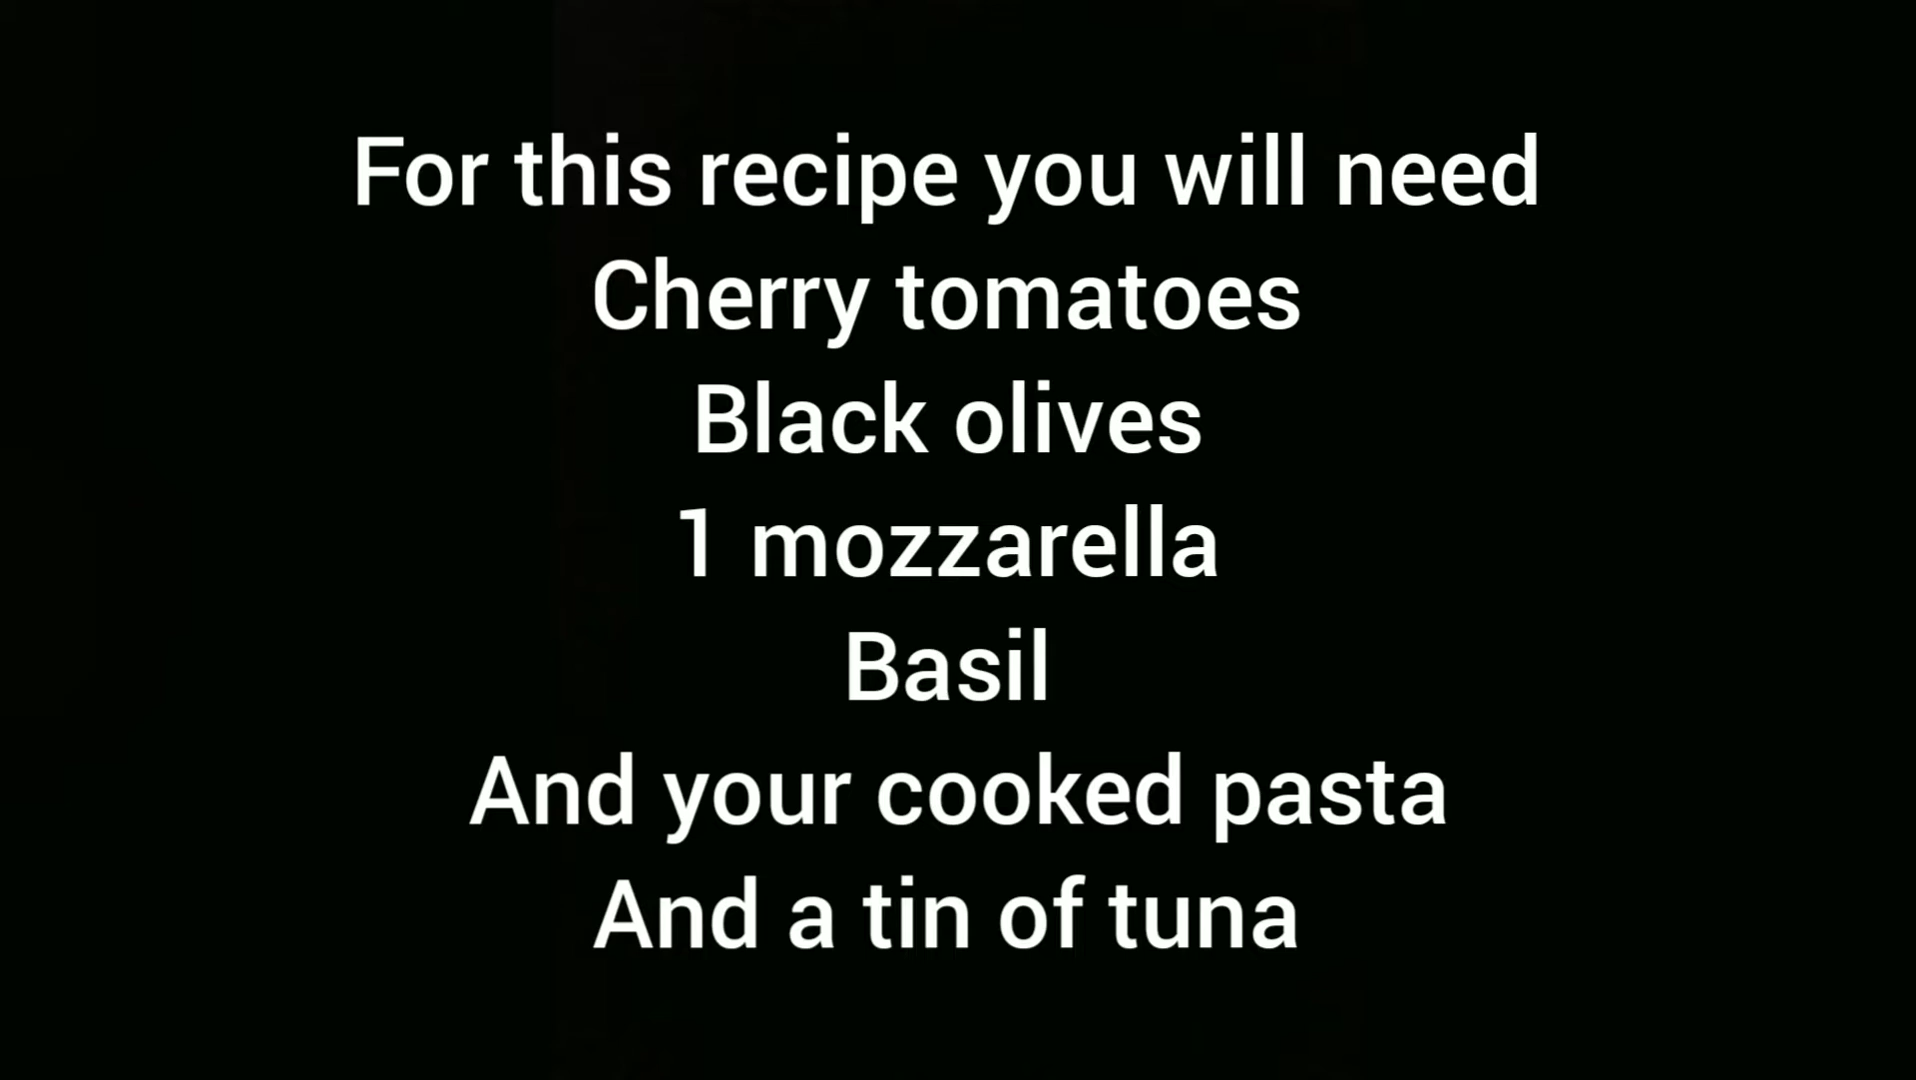 For this recipe you will need
Cherry tomatoes
Black olives
1 mozzarella
Basil
And your cooked pasta
And a tin of tuna